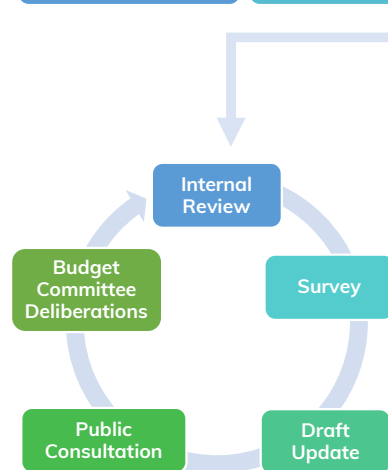 Internal
Review
Survey
Draft
Update
Public
Consultation
Budget
Committee
Deliberations